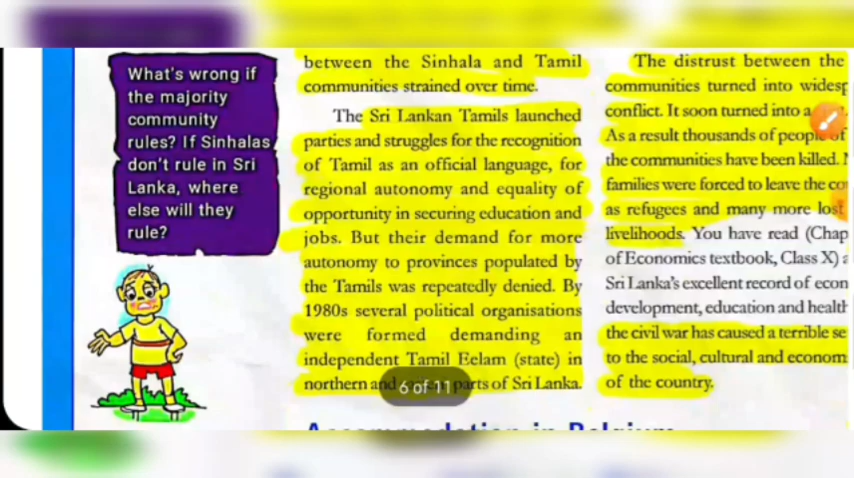 What's wrong if
the majority
community
rules? If Sinhalas
don't rule in Sri
Lanka, where
else will they
rule?
between the Sinhala and Tamil
communities strained over time.
The Sri Lankan Tamils launched
parties and struggles for the recognition
of Tamil as an official language, for
regional autonomy and equality of
opportunity in securing education and
jobs. But their demand for more
autonomy to provinces populated by
the Tamils was repeatedly denied. By
1980s several political organisations
were formed demanding an
independent Tamil Eelam (state) in
northern and parts of Sri Lanka.
6 of 11
The distrust between the
communities turned into widesp
conflict. It soon turned into a
As a result thousands of people of
the communities have been killed.
families were forced to leave the co
as refugees and many more lost
livelihoods. You have read (Chap
of Economics textbook, Class X) a
Sri Lanka's excellent record of econ
development, education and health
the civil war has caused a terrible se
to the social, cultural and econom
of the country.